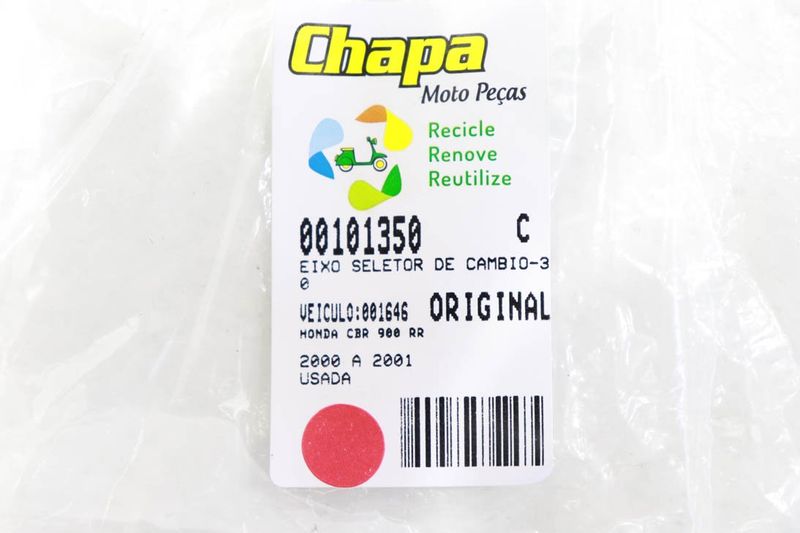 Chapa
Moto Peças
Recicle
Renove
Reutilize
00101350 C
EIXO SELETOR DE CAMBIO-3
0
VEICULO:001646 ORIGINAL
HONDA CBR 900 RR
2000 A 2001
USADA